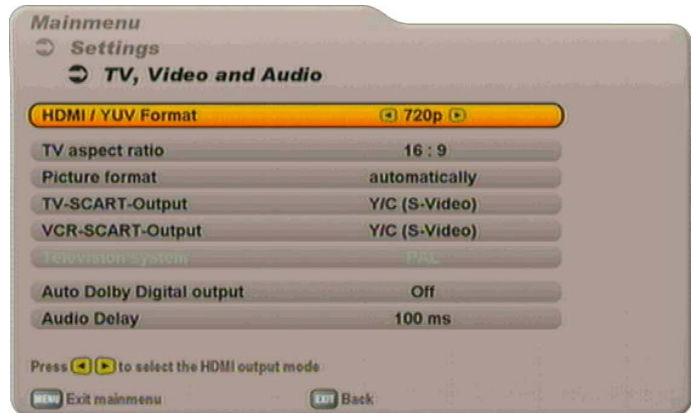 Mainmenu
Settings
TV, Video and Audio
HDMI / YUV Format 720p
TV aspect ratio 16 : 9
Picture format automatically
TV-SCART-Output Y/C (S-Video)
VCR-SCART-Output Y/C (S-Video)
Television system PAL
Auto Dolby Digital output Off
Audio Delay 100 ms
Press to select the HDMI output mode
MENU Exit mainmenu EXIT Back